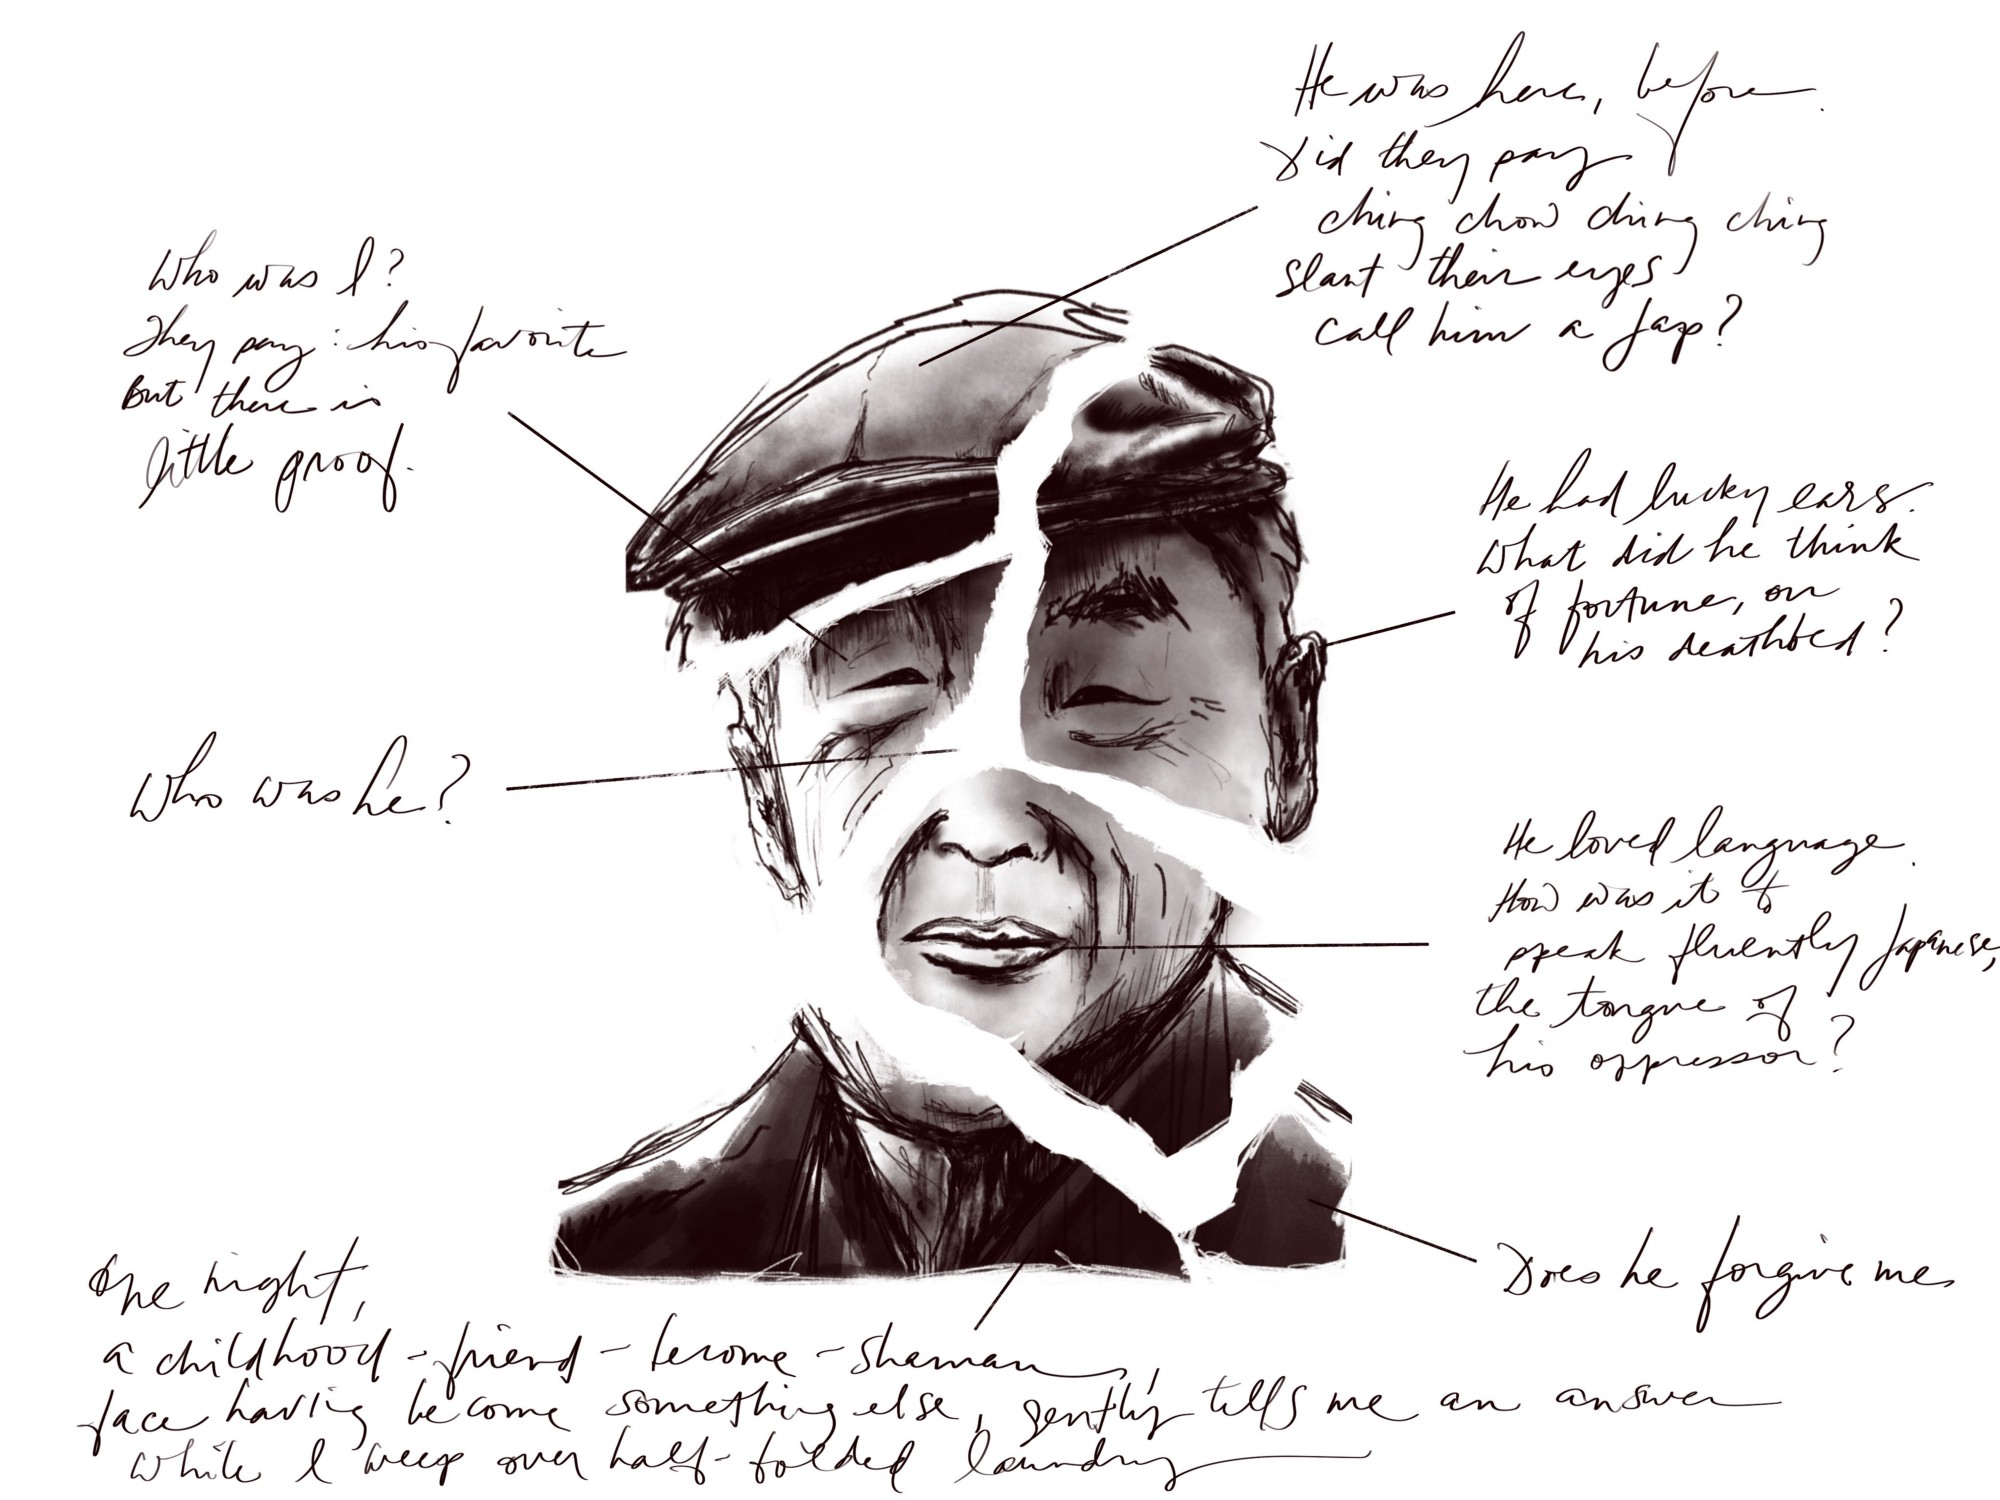 He was here, before.
Did they say
ching chow ching ching
slant their eyes
call him a Jap?
Who was I?
They say: his favorite
But there is
little proof.
He had lucky ears.
What did he think
of fortune, on
his deathbed?
Who was he?
He loved language.
How was it to
speak fluently Japanese,
the tongue of
his oppressor?
Does he forgive me
One night,
a childhood-friend-become-shaman,
face having become something else, gently tells me an answer
while I weep over half-folded laundry